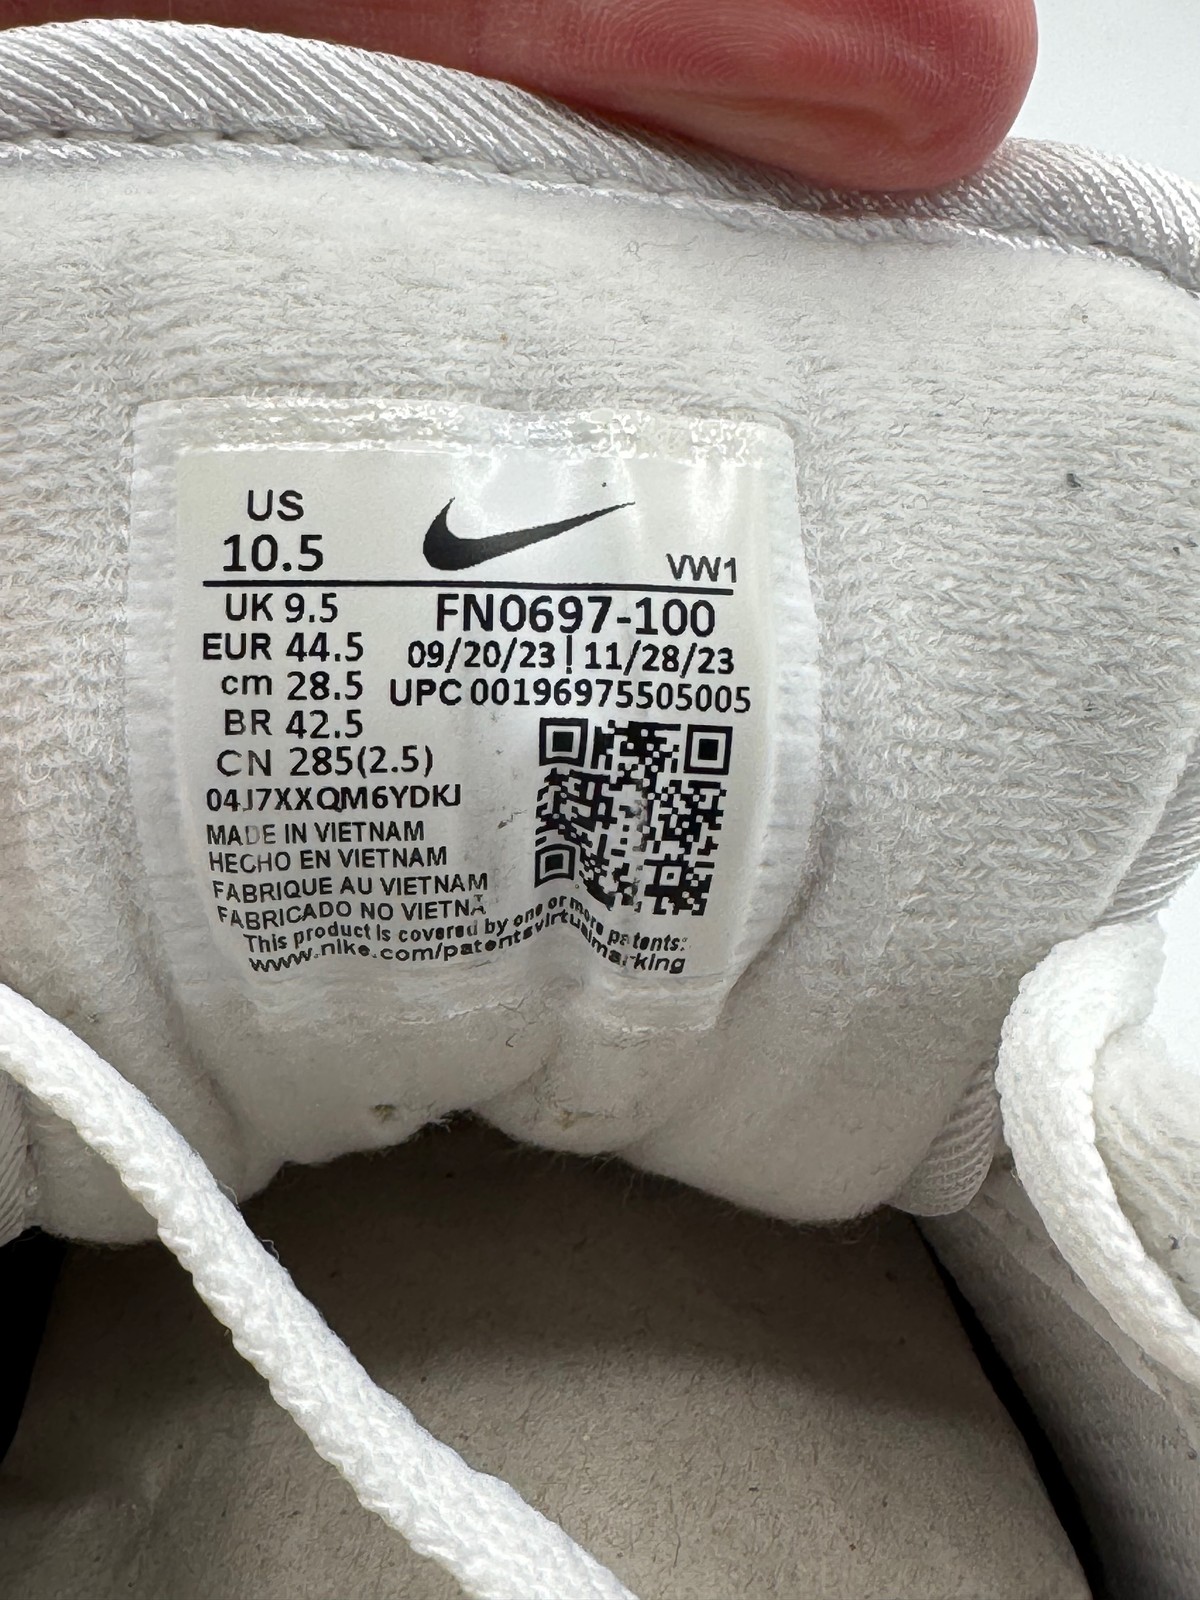 US
10.5
VW1
UK 9.5
FN0697-100
EUR 44.5
09/20/23 | 11/28/23
cm 28.5
UPC 00196975505005
BR 42.5
CN 285(2.5)
04J7XXQM6YDKJ
MADE IN VIETNAM
HECHO EN VIETNAM
FABRIQUE AU VIETNAM
FABRICADO NO VIETNA
This product is covered by one or more patents:
www.nike.com/patentsvirtualmarking